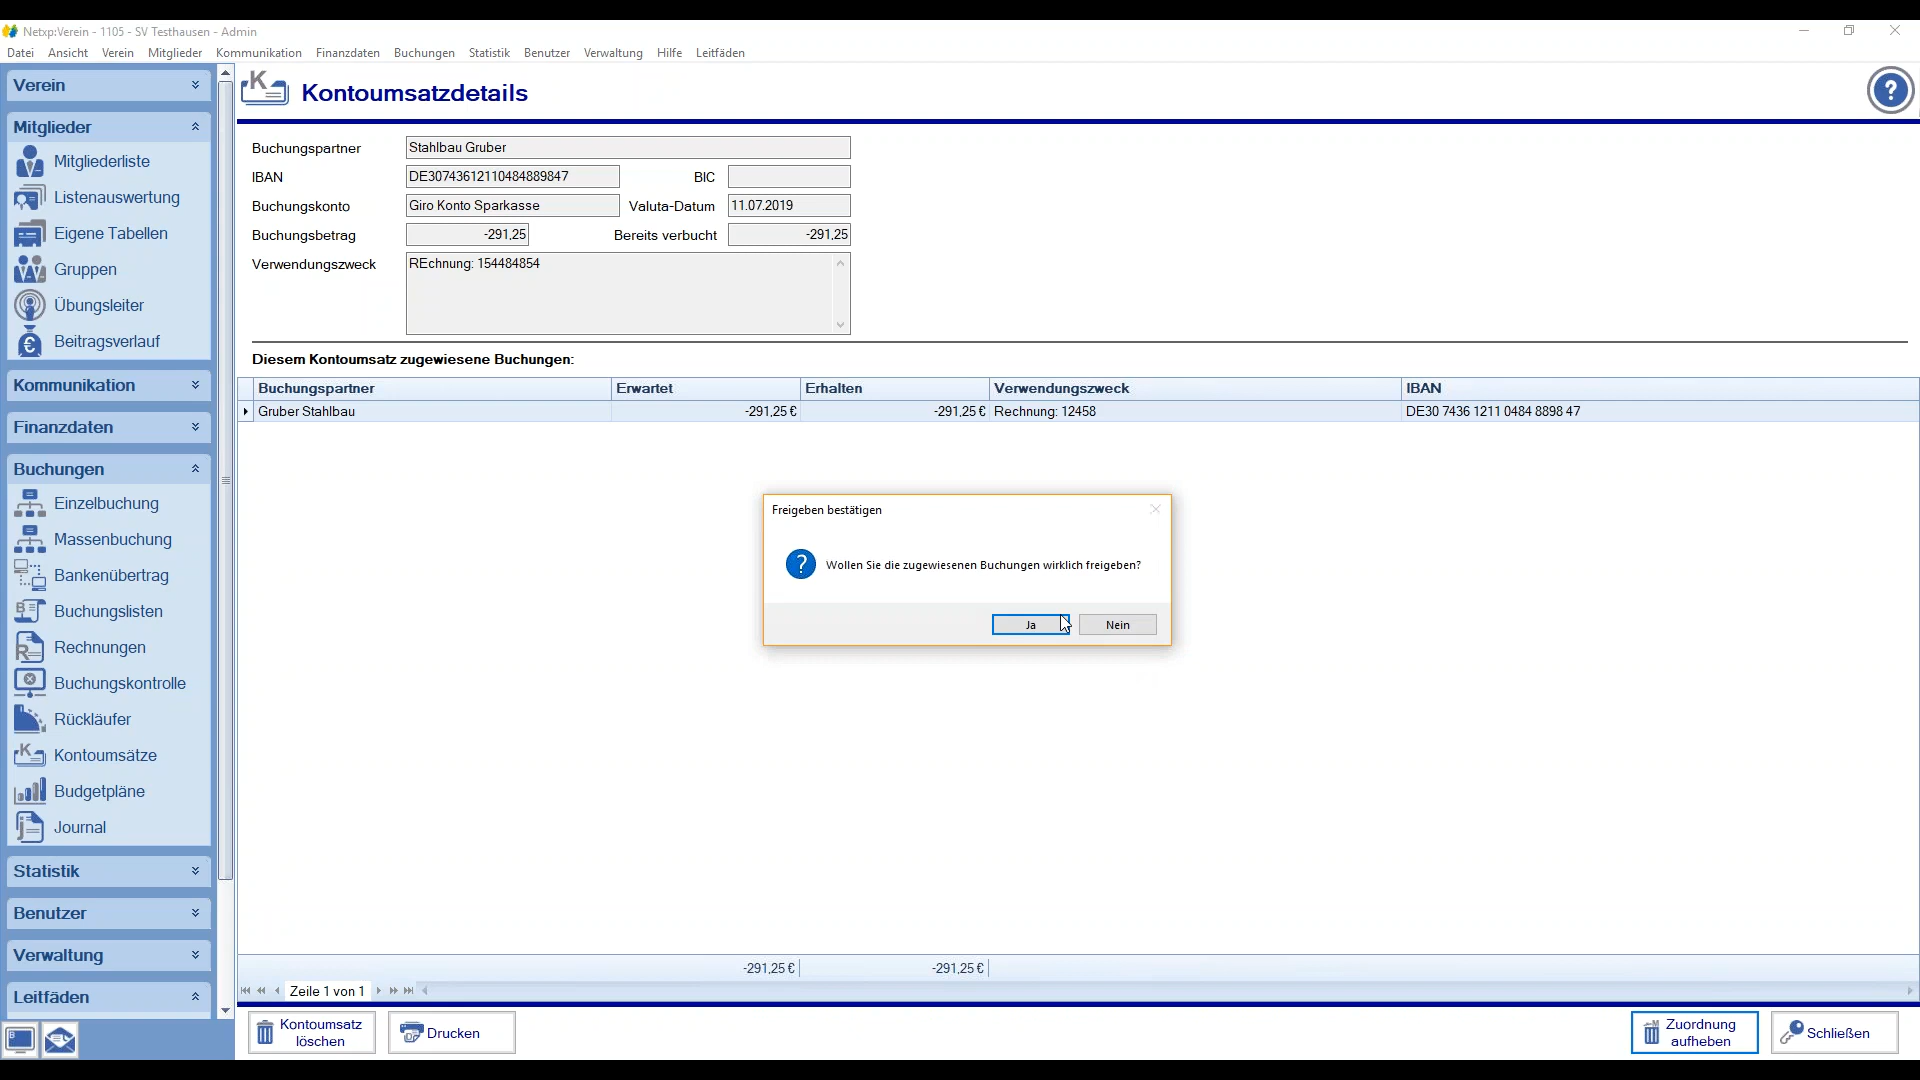 Netxp:Verein - 1105 - SV Testhausen - Admin
Datei Ansicht Verein Mitglieder Kommunikation Finanzdaten Buchungen Statistik Benutzer Verwaltung Hilfe Leitfäden
Verein
Mitglieder
Mitgliederliste
Listenauswertung
Eigene Tabellen
Gruppen
Übungsleiter
Beitragsverlauf
Kommunikation
Finanzdaten
Buchungen
Einzelbuchung
Massenbuchung
Bankenübertrag
Buchungslisten
Rechnungen
Buchungskontrolle
Rückläufer
Kontoumsätze
Budgetpläne
Journal
Statistik
Benutzer
Verwaltung
Leitfäden
Kontoumsatzdetails
Buchungspartner Stahlbau Gruber
IBAN DE30743612110484889847 BIC
Buchungskonto Giro Konto Sparkasse Valuta-Datum 11.07.2019
Buchungsbetrag -291,25 Bereits verbucht -291,25
Verwendungszweck REchnung: 154484854
Diesem Kontoumsatz zugewiesene Buchungen:
Buchungspartner Erwartet Erhalten Verwendungszweck IBAN
Gruber Stahlbau -291,25 € -291,25 € Rechnung: 12458 DE30 7436 1211 0484 8898 47
Freigeben bestätigen
Wollen Sie die zugewiesenen Buchungen wirklich freigeben?
Ja Nein
-291,25 € -291,25 €
Zeile 1 von 1
Kontoumsatz
löschen
Drucken
Zuordnung
aufheben
Schließen